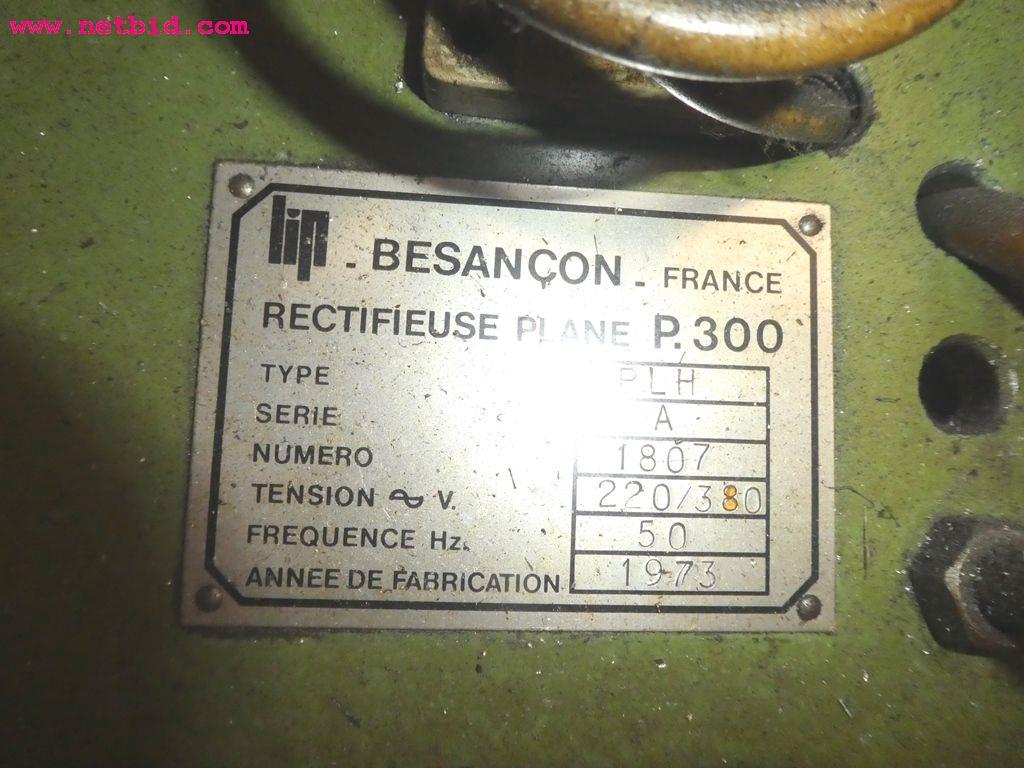 www.netbid.com
lip - BESANÇON - FRANCE
RECTIFIEUSE PLANE P.300
TYPE PLH
SERIE A
NUMERO 1807
TENSION ~ V. 220/380
FREQUENCE Hz. 50
ANNEE DE FABRICATION 1973